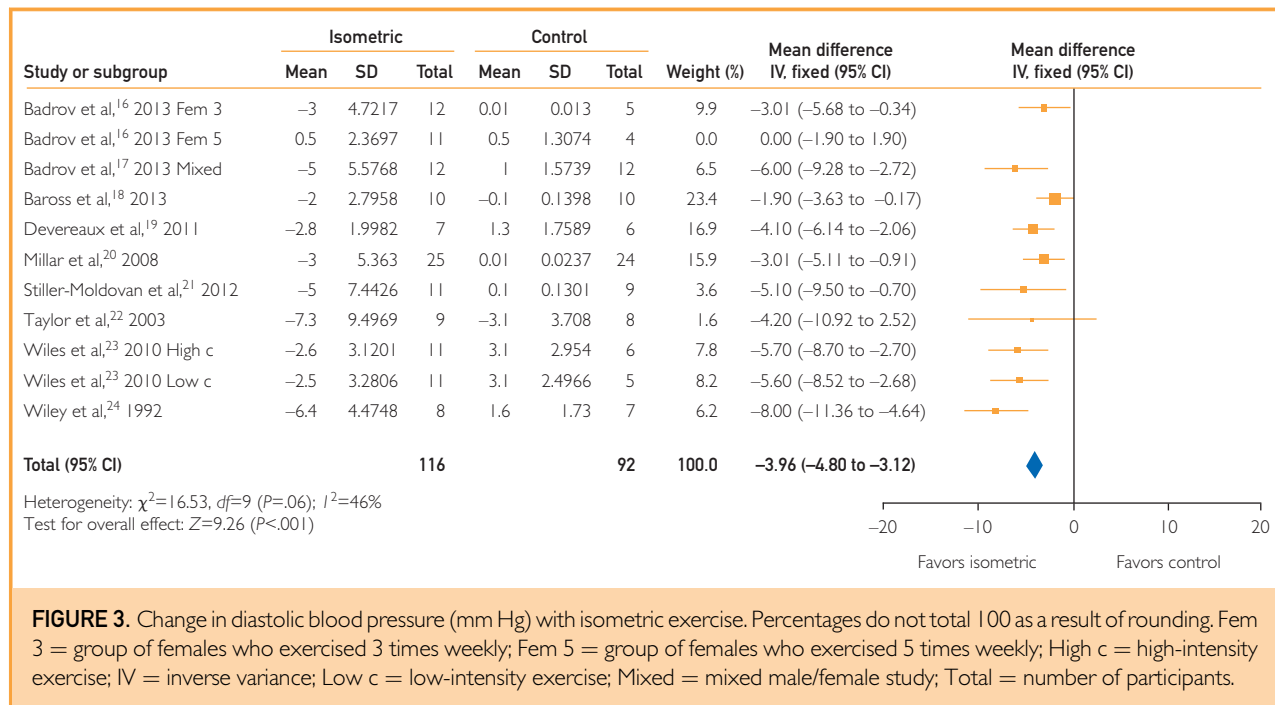 Isometric Control Mean difference Mean difference
Study or subgroup Mean SD Total Mean SD Total Weight (%) IV, fixed (95% CI) IV, fixed (95% CI)
Badrov et al,16 2013 Fem 3 –3 4.7217 12 0.01 0.013 5 9.9 –3.01 (–5.68 to –0.34)
Badrov et al,16 2013 Fem 5 0.5 2.3697 11 0.5 1.3074 4 0.0 0.00 (–1.90 to 1.90)
Badrov et al,17 2013 Mixed –5 5.5768 12 1 1.5739 12 6.5 –6.00 (–9.28 to –2.72)
Baross et al,18 2013 –2 2.7958 10 –0.1 0.1398 10 23.4 –1.90 (–3.63 to –0.17)
Devereaux et al,19 2011 –2.8 1.9982 7 1.3 1.7589 6 16.9 –4.10 (–6.14 to –2.06)
Millar et al,20 2008 –3 5.363 25 0.01 0.0237 24 15.9 –3.01 (–5.11 to –0.91)
Stiller-Moldovan et al,21 2012 –5 7.4426 11 0.1 0.1301 9 3.6 –5.10 (–9.50 to –0.70)
Taylor et al,22 2003 –7.3 9.4969 9 –3.1 3.708 8 1.6 –4.20 (–10.92 to 2.52)
Wiles et al,23 2010 High c –2.6 3.1201 11 3.1 2.954 6 7.8 –5.70 (–8.70 to –2.70)
Wiles et al,23 2010 Low c –2.5 3.2806 11 3.1 2.4966 5 8.2 –5.60 (–8.52 to –2.68)
Wiley et al,24 1992 –6.4 4.4748 8 1.6 1.73 7 6.2 –8.00 (–11.36 to –4.64)
Total (95% CI) 116 92 100.0 –3.96 (–4.80 to –3.12)
Heterogeneity: χ2=16.53, df=9 (P=.06); I2=46%
Test for overall effect: Z=9.26 (P<.001)
–20 –10 0 10 20
Favors isometric Favors control
FIGURE 3. Change in diastolic blood pressure (mm Hg) with isometric exercise. Percentages do not total 100 as a result of rounding. Fem
3 = group of females who exercised 3 times weekly; Fem 5 = group of females who exercised 5 times weekly; High c = high-intensity
exercise; IV = inverse variance; Low c = low-intensity exercise; Mixed = mixed male/female study; Total = number of participants.